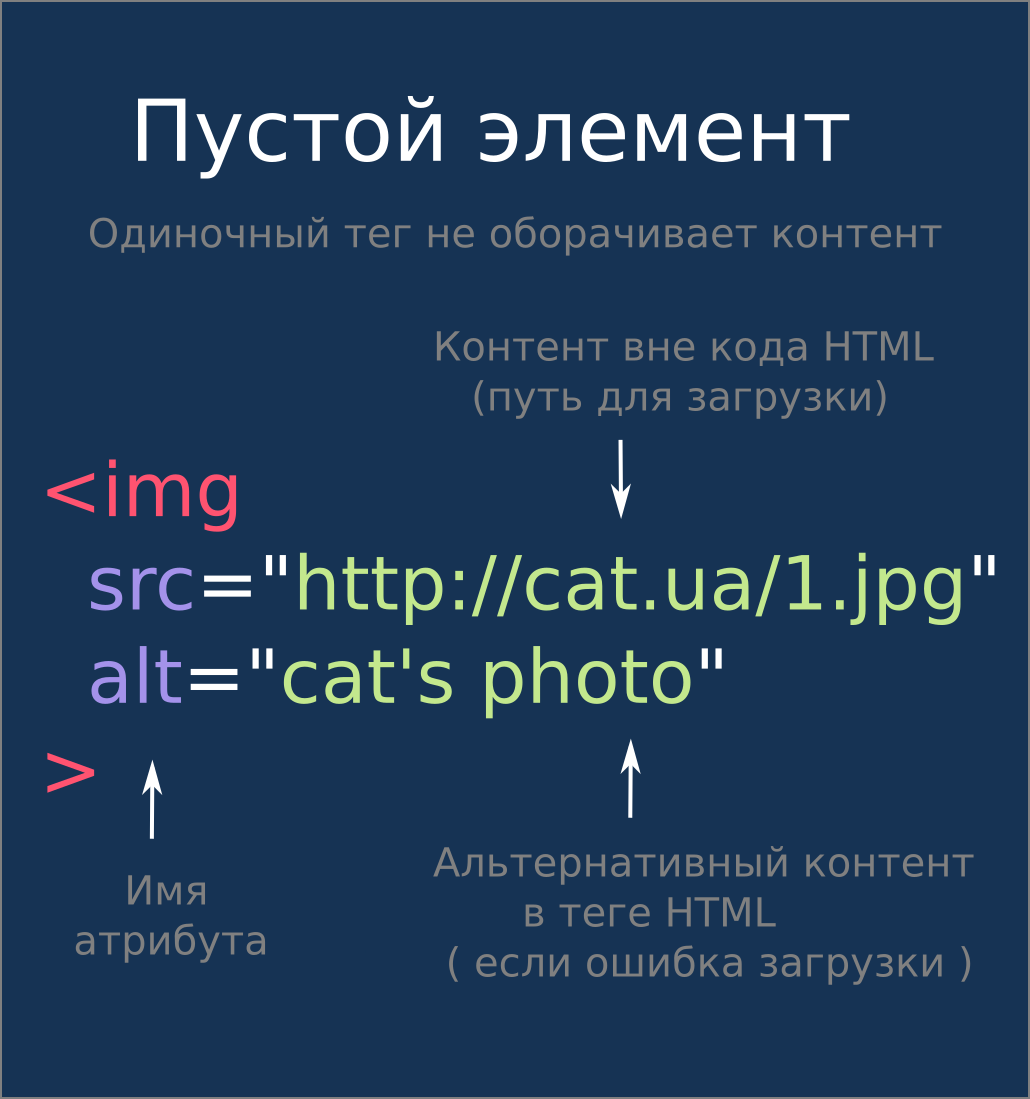 Пустой элемент
Одиночный тег не оборачивает контент
Контент вне кода HTML
(путь для загрузки)
<img
src="http://cat.ua/1.jpg"
alt="cat's photo"
>
Имя
атрибута
Альтернативный контент
в теге HTML
( если ошибка загрузки )